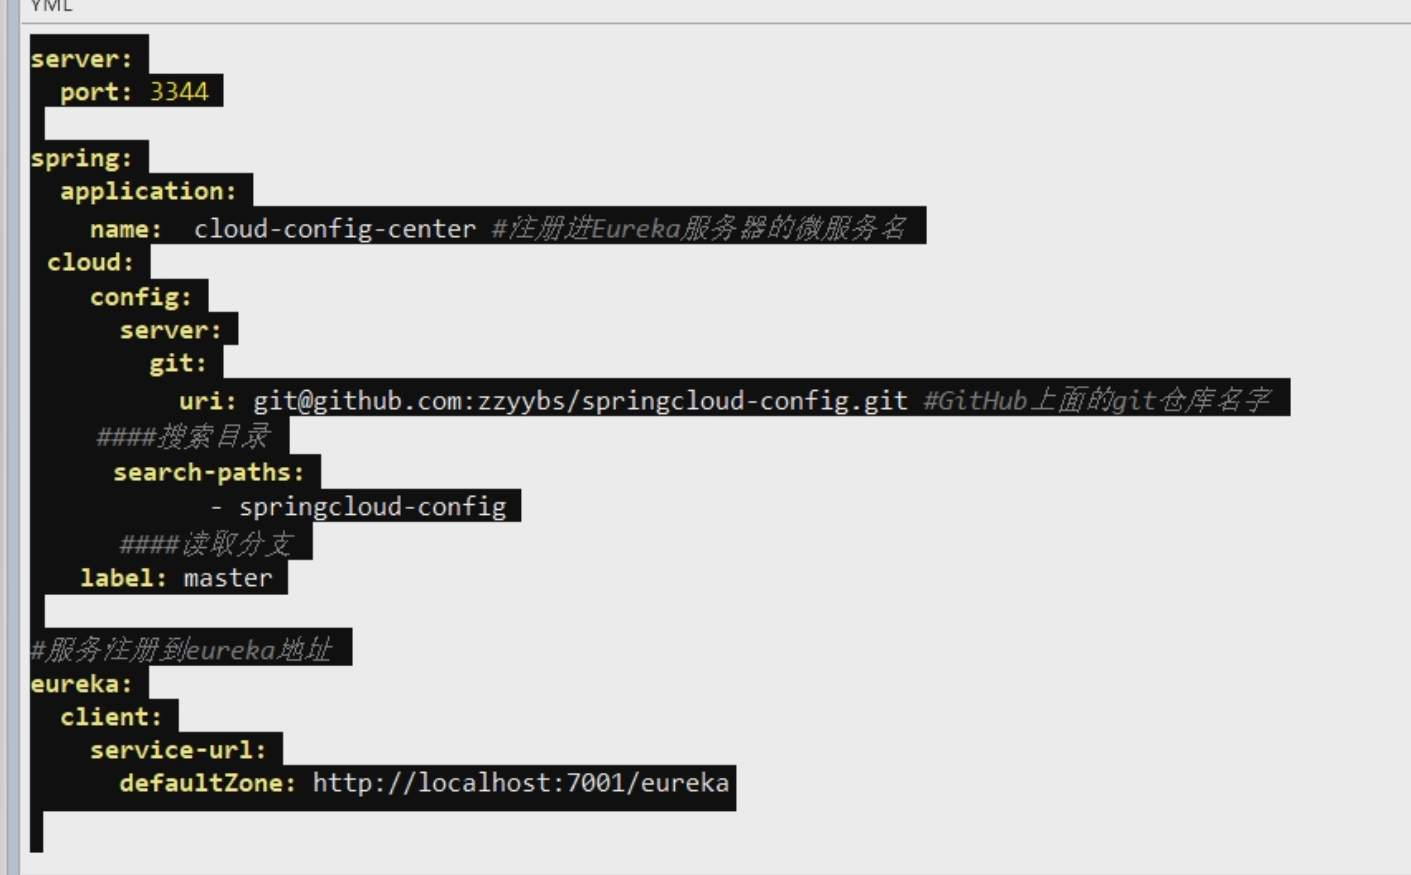 YML
server:
port: 3344
spring:
application:
name: cloud-config-center #注册进Eureka服务器的微服务名
cloud:
config:
server:
git:
uri: git@github.com:zzyybs/springcloud-config.git #GitHub上面的git仓库名字
####搜索目录
search-paths:
- springcloud-config
####读取分支
label: master
#服务注册到eureka地址
eureka:
client:
service-url:
defaultZone: http://localhost:7001/eureka